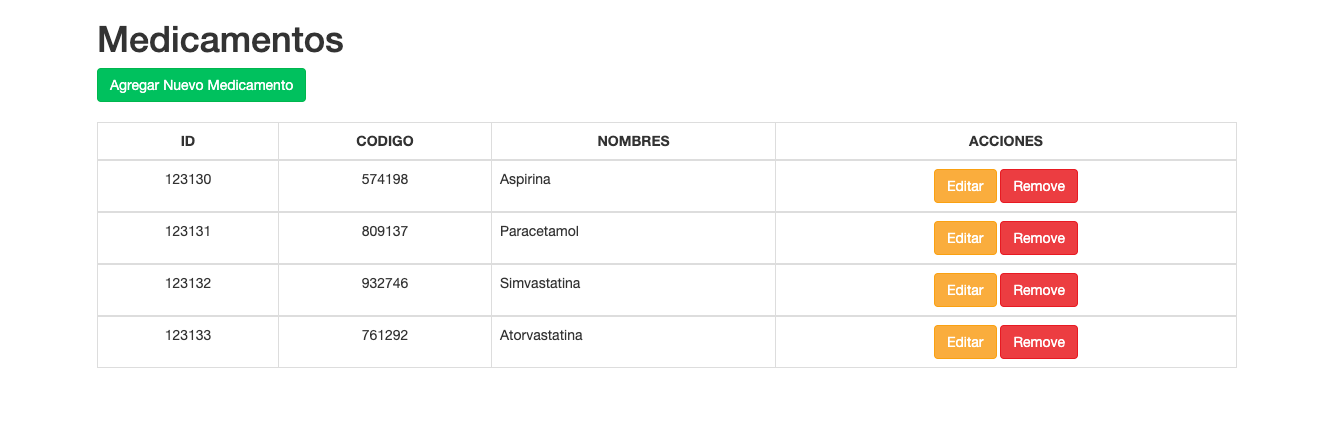 Medicamentos
Agregar Nuevo Medicamento
ID CODIGO NOMBRES ACCIONES
123130 574198 Aspirina Editar Remove
123131 809137 Paracetamol Editar Remove
123132 932746 Simvastatina Editar Remove
123133 761292 Atorvastatina Editar Remove